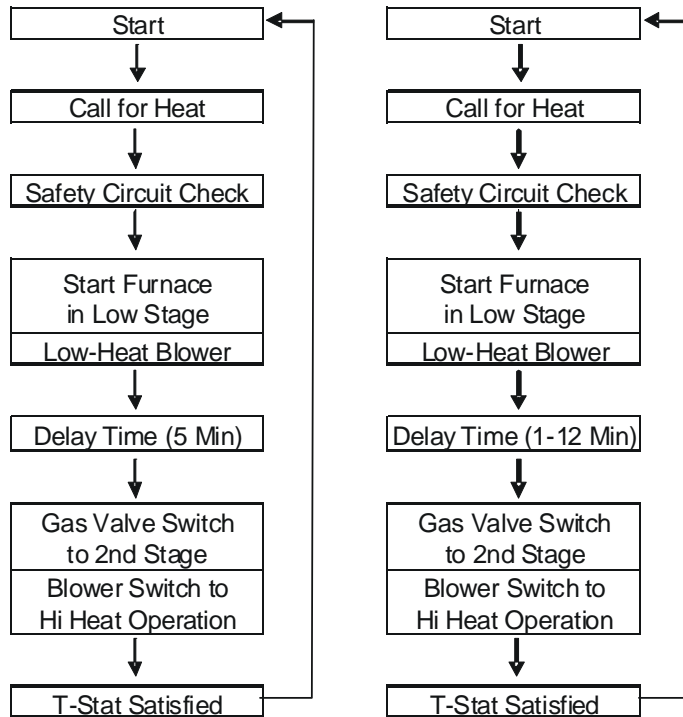 Start
Call for Heat
Safety Circuit Check
Start Furnace
in Low Stage
Low-Heat Blower
Delay Time (5 Min)
Gas Valve Switch
to 2nd Stage
Blower Switch to
Hi Heat Operation
T-Stat Satisfied
Start
Call for Heat
Safety Circuit Check
Start Furnace
in Low Stage
Low-Heat Blower
Delay Time (1-12 Min)
Gas Valve Switch
to 2nd Stage
Blower Switch to
Hi Heat Operation
T-Stat Satisfied